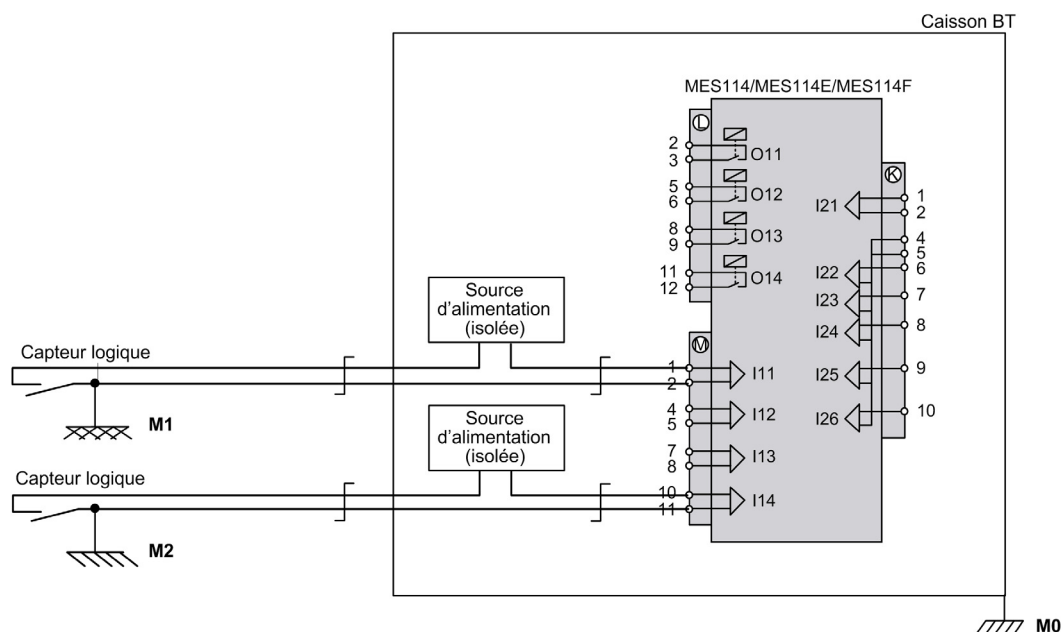 Caisson BT
MES114/MES114E/MES114F
L
2
3
O11
5
6
O12
8
9
O13
11
12
O14
K
I21
1
2
4
5
I22
6
I23
7
I24
8
I25
9
I26
10
Source
d'alimentation
(isolée)
Capteur logique
M1
M
1
2
I11
4
5
I12
7
8
I13
10
11
I14
Source
d'alimentation
(isolée)
Capteur logique
M2
M0